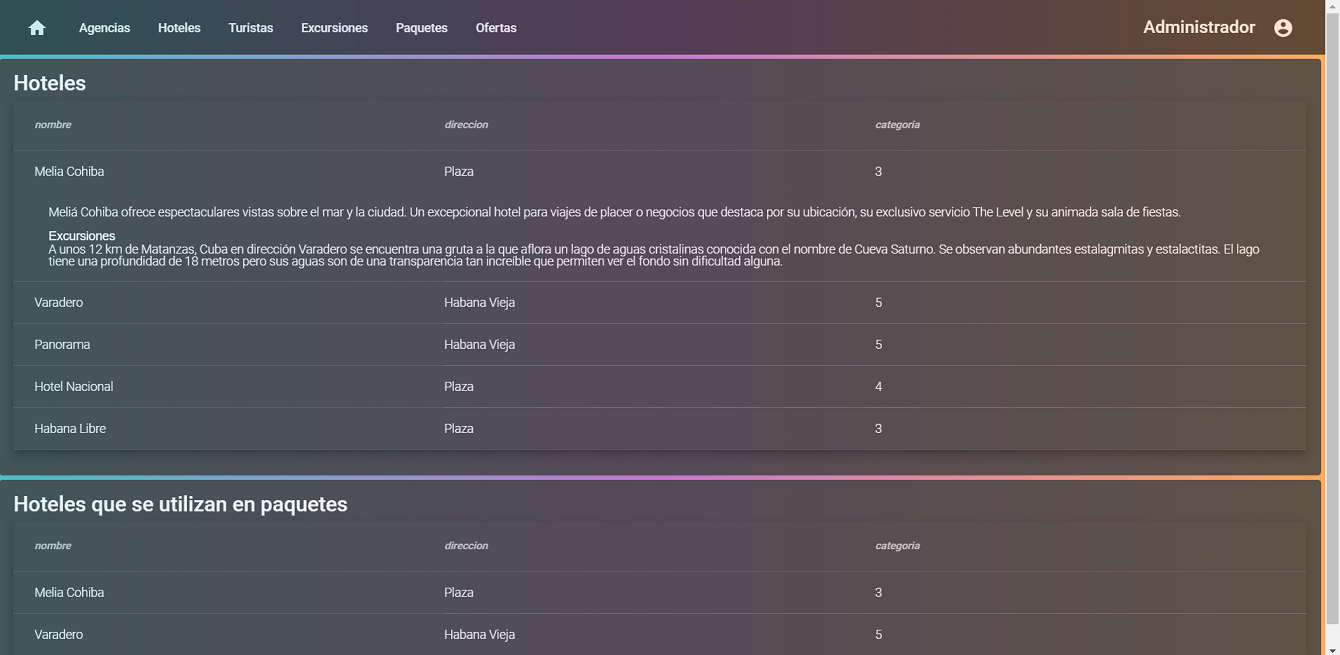 Agencias Hoteles Turistas Excursiones Paquetes Ofertas Administrador
Hoteles
nombre direccion categoria
Melia Cohiba Plaza 3
Meliá Cohiba ofrece espectaculares vistas sobre el mar y la ciudad. Un excepcional hotel para viajes de placer o negocios que destaca por su ubicación, su exclusivo servicio The Level y su animada sala de fiestas.
Excursiones
A unos 12 km de Matanzas, Cuba en dirección Varadero se encuentra una gruta a la que aflora un lago de aguas cristalinas conocida con el nombre de Cueva Saturno. Se observan abundantes estalagmitas y estalactitas. El lago
tiene una profundidad de 18 metros pero sus aguas son de una transparencia tan increíble que permiten ver el fondo sin dificultad alguna.
Varadero Habana Vieja 5
Panorama Habana Vieja 5
Hotel Nacional Plaza 4
Habana Libre Plaza 3
Hoteles que se utilizan en paquetes
nombre direccion categoria
Melia Cohiba Plaza 3
Varadero Habana Vieja 5